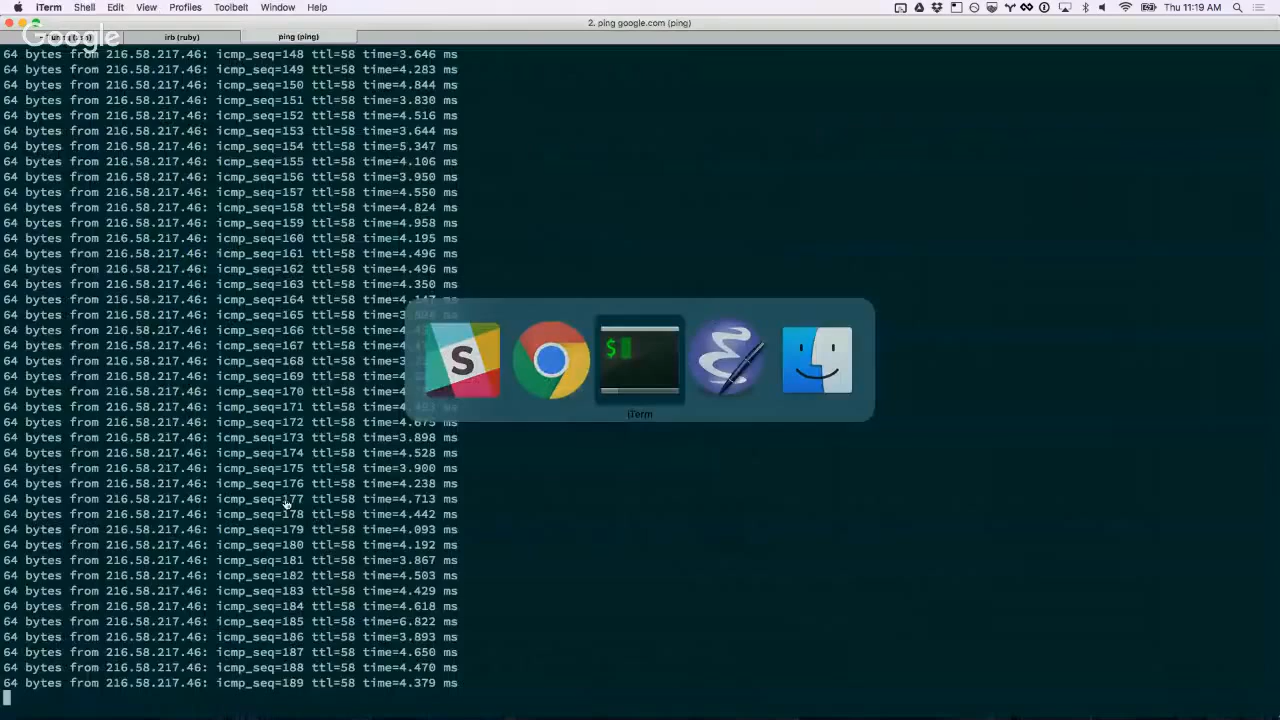 iTerm Shell Edit View Profiles Toolbelt Window Help Thu 11:19 AM
2. ping google.com (ping)
Google
irb (ruby) ping (ping)
64 bytes from 216.58.217.46: icmp_seq=148 ttl=58 time=3.646 ms
64 bytes from 216.58.217.46: icmp_seq=149 ttl=58 time=4.283 ms
64 bytes from 216.58.217.46: icmp_seq=150 ttl=58 time=4.844 ms
64 bytes from 216.58.217.46: icmp_seq=151 ttl=58 time=3.830 ms
64 bytes from 216.58.217.46: icmp_seq=152 ttl=58 time=4.516 ms
64 bytes from 216.58.217.46: icmp_seq=153 ttl=58 time=3.644 ms
64 bytes from 216.58.217.46: icmp_seq=154 ttl=58 time=5.347 ms
64 bytes from 216.58.217.46: icmp_seq=155 ttl=58 time=4.106 ms
64 bytes from 216.58.217.46: icmp_seq=156 ttl=58 time=3.950 ms
64 bytes from 216.58.217.46: icmp_seq=157 ttl=58 time=4.550 ms
64 bytes from 216.58.217.46: icmp_seq=158 ttl=58 time=4.824 ms
64 bytes from 216.58.217.46: icmp_seq=159 ttl=58 time=4.958 ms
64 bytes from 216.58.217.46: icmp_seq=160 ttl=58 time=4.195 ms
64 bytes from 216.58.217.46: icmp_seq=161 ttl=58 time=4.496 ms
64 bytes from 216.58.217.46: icmp_seq=162 ttl=58 time=4.496 ms
64 bytes from 216.58.217.46: icmp_seq=163 ttl=58 time=4.350 ms
64 bytes from 216.58.217.46: icmp_seq=164 ttl=58 ms
64 bytes from 216.58.217.46: icmp_seq=165 ttl=58 ms
64 bytes from 216.58.217.46: icmp_seq=166 ttl=58
64 bytes from 216.58.217.46: icmp_seq=167 ttl=58
64 bytes from 216.58.217.46: icmp_seq=168 ttl=58
64 bytes from 216.58.217.46: icmp_seq=169 ttl=58
64 bytes from 216.58.217.46: icmp_seq=170 ttl=58
64 bytes from 216.58.217.46: icmp_seq=171 ttl=58 ms
64 bytes from 216.58.217.46: icmp_seq=172 ttl=58 ms
64 bytes from 216.58.217.46: icmp_seq=173 ttl=58 time=3.898 ms
64 bytes from 216.58.217.46: icmp_seq=174 ttl=58 time=4.528 ms
64 bytes from 216.58.217.46: icmp_seq=175 ttl=58 time=3.900 ms
64 bytes from 216.58.217.46: icmp_seq=176 ttl=58 time=4.238 ms
64 bytes from 216.58.217.46: icmp_seq=177 ttl=58 time=4.713 ms
64 bytes from 216.58.217.46: icmp_seq=178 ttl=58 time=4.442 ms
64 bytes from 216.58.217.46: icmp_seq=179 ttl=58 time=4.093 ms
64 bytes from 216.58.217.46: icmp_seq=180 ttl=58 time=4.192 ms
64 bytes from 216.58.217.46: icmp_seq=181 ttl=58 time=3.867 ms
64 bytes from 216.58.217.46: icmp_seq=182 ttl=58 time=4.503 ms
64 bytes from 216.58.217.46: icmp_seq=183 ttl=58 time=4.429 ms
64 bytes from 216.58.217.46: icmp_seq=184 ttl=58 time=4.618 ms
64 bytes from 216.58.217.46: icmp_seq=185 ttl=58 time=6.822 ms
64 bytes from 216.58.217.46: icmp_seq=186 ttl=58 time=3.893 ms
64 bytes from 216.58.217.46: icmp_seq=187 ttl=58 time=4.650 ms
64 bytes from 216.58.217.46: icmp_seq=188 ttl=58 time=4.470 ms
64 bytes from 216.58.217.46: icmp_seq=189 ttl=58 time=4.379 ms
S $
iTerm